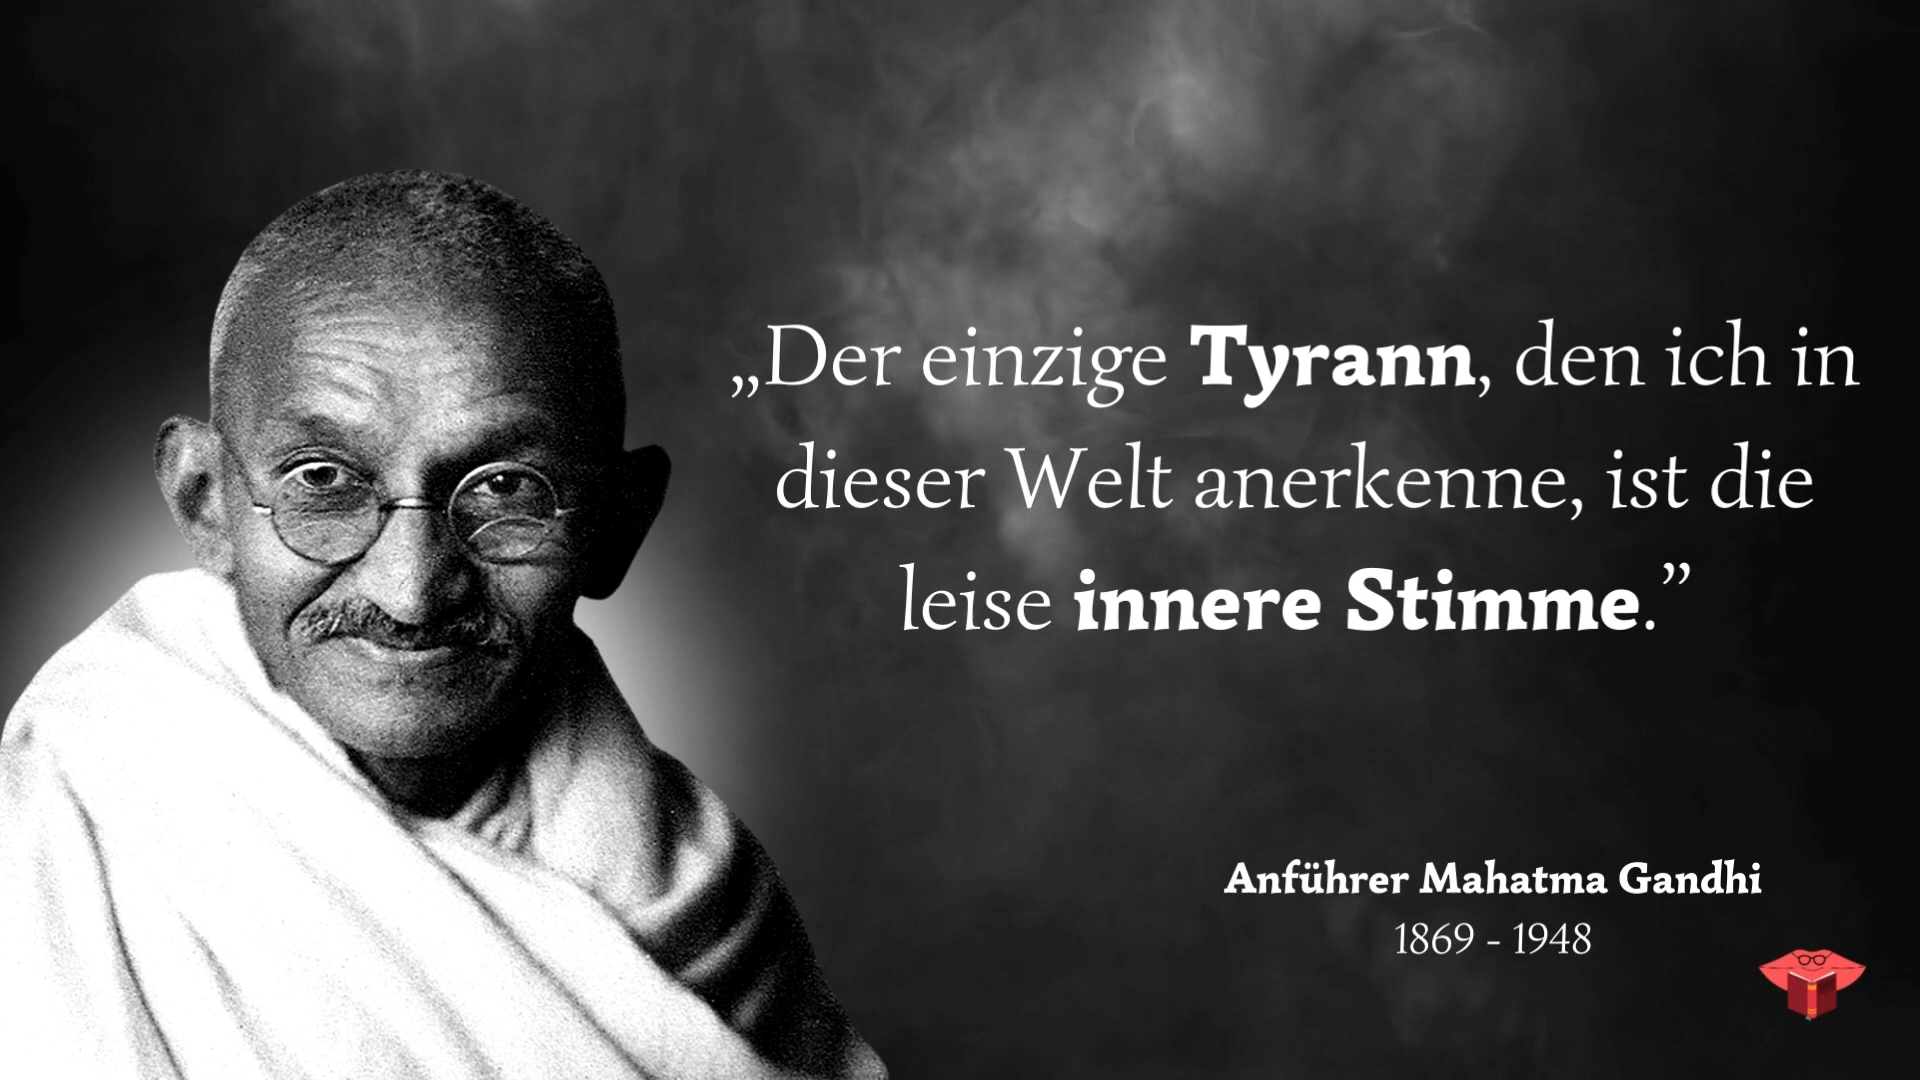 „Der einzige Tyrann, den ich in
dieser Welt anerkenne, ist die
leise innere Stimme.”
Anführer Mahatma Gandhi
1869 - 1948